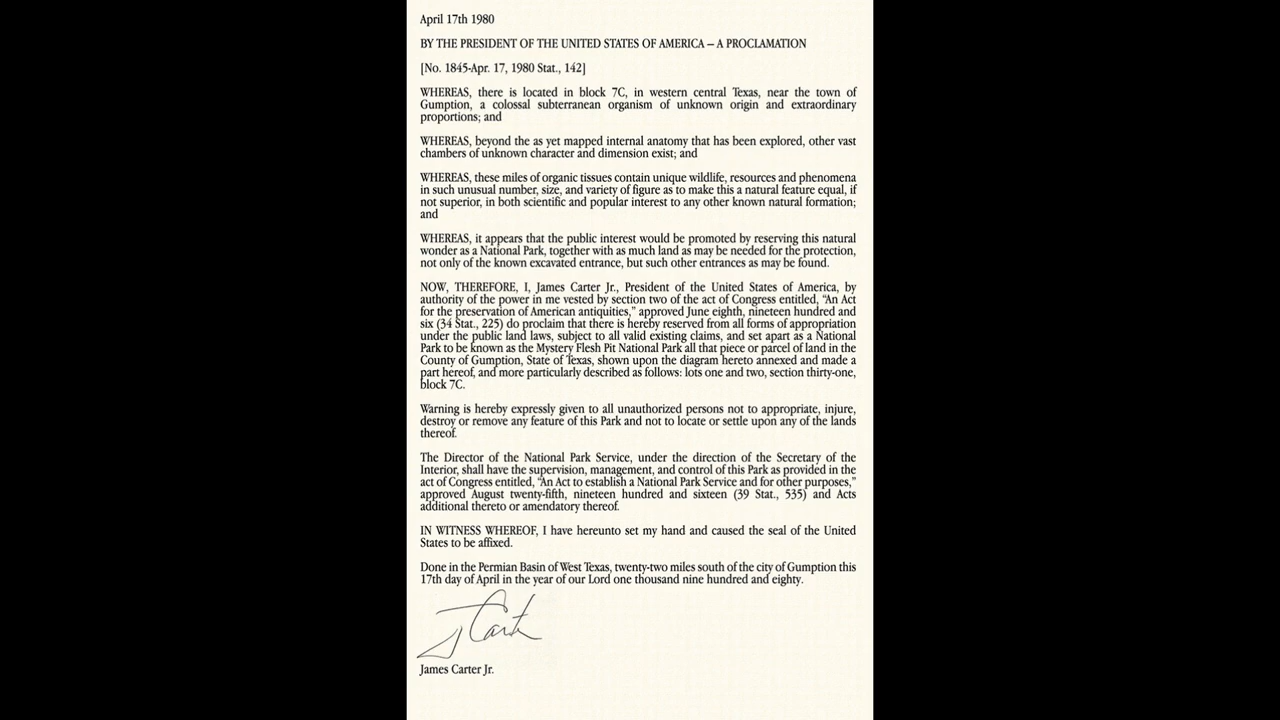 April 17th 1980
BY THE PRESIDENT OF THE UNITED STATES OF AMERICA – A PROCLAMATION
[No. 1845-Apr. 17, 1980 Stat., 142]
WHEREAS, there is located in block 7C, in western central Texas, near the town of
Gumption, a colossal subterranean organism of unknown origin and extraordinary
proportions; and
WHEREAS, beyond the as yet mapped internal anatomy that has been explored, other vast
chambers of unknown character and dimension exist; and
WHEREAS, these miles of organic tissues contain unique wildlife, resources and phenomena
in such unusual number, size, and variety of figure as to make this a natural feature equal, if
not superior, in both scientific and popular interest to any other known natural formation;
and
WHEREAS, it appears that the public interest would be promoted by reserving this natural
wonder as a National Park, together with as much land as may be needed for the protection,
not only of the known excavated entrance, but such other entrances as may be found.
NOW, THEREFORE, I, James Carter Jr., President of the United States of America, by
authority of the power in me vested by section two of the act of Congress entitled, “An Act
for the preservation of American antiquities,” approved June eighth, nineteen hundred and
six (34 Stat., 225) do proclaim that there is hereby reserved from all forms of appropriation
under the public land laws, subject to all valid existing claims, and set apart as a National
Park to be known as the Mystery Flesh Pit National Park all that piece or parcel of land in the
County of Gumption, State of Texas, shown upon the diagram hereto annexed and made a
part hereof, and more particularly described as follows: lots one and two, section thirty-one,
block 7C.
Warning is hereby expressly given to all unauthorized persons not to appropriate, injure,
destroy or remove any feature of this Park and not to locate or settle upon any of the lands
thereof.
The Director of the National Park Service, under the direction of the Secretary of the
Interior, shall have the supervision, management, and control of this Park as provided in the
act of Congress entitled, “An Act to establish a National Park Service and for other purposes,”
approved August twenty-fifth, nineteen hundred and sixteen (39 Stat., 535) and Acts
additional thereto or amendatory thereof.
IN WITNESS WHEREOF, I have hereunto set my hand and caused the seal of the United
States to be affixed.
Done in the Permian Basin of West Texas, twenty-two miles south of the city of Gumption this
17th day of April in the year of our Lord one thousand nine hundred and eighty.
J Carter
James Carter Jr.